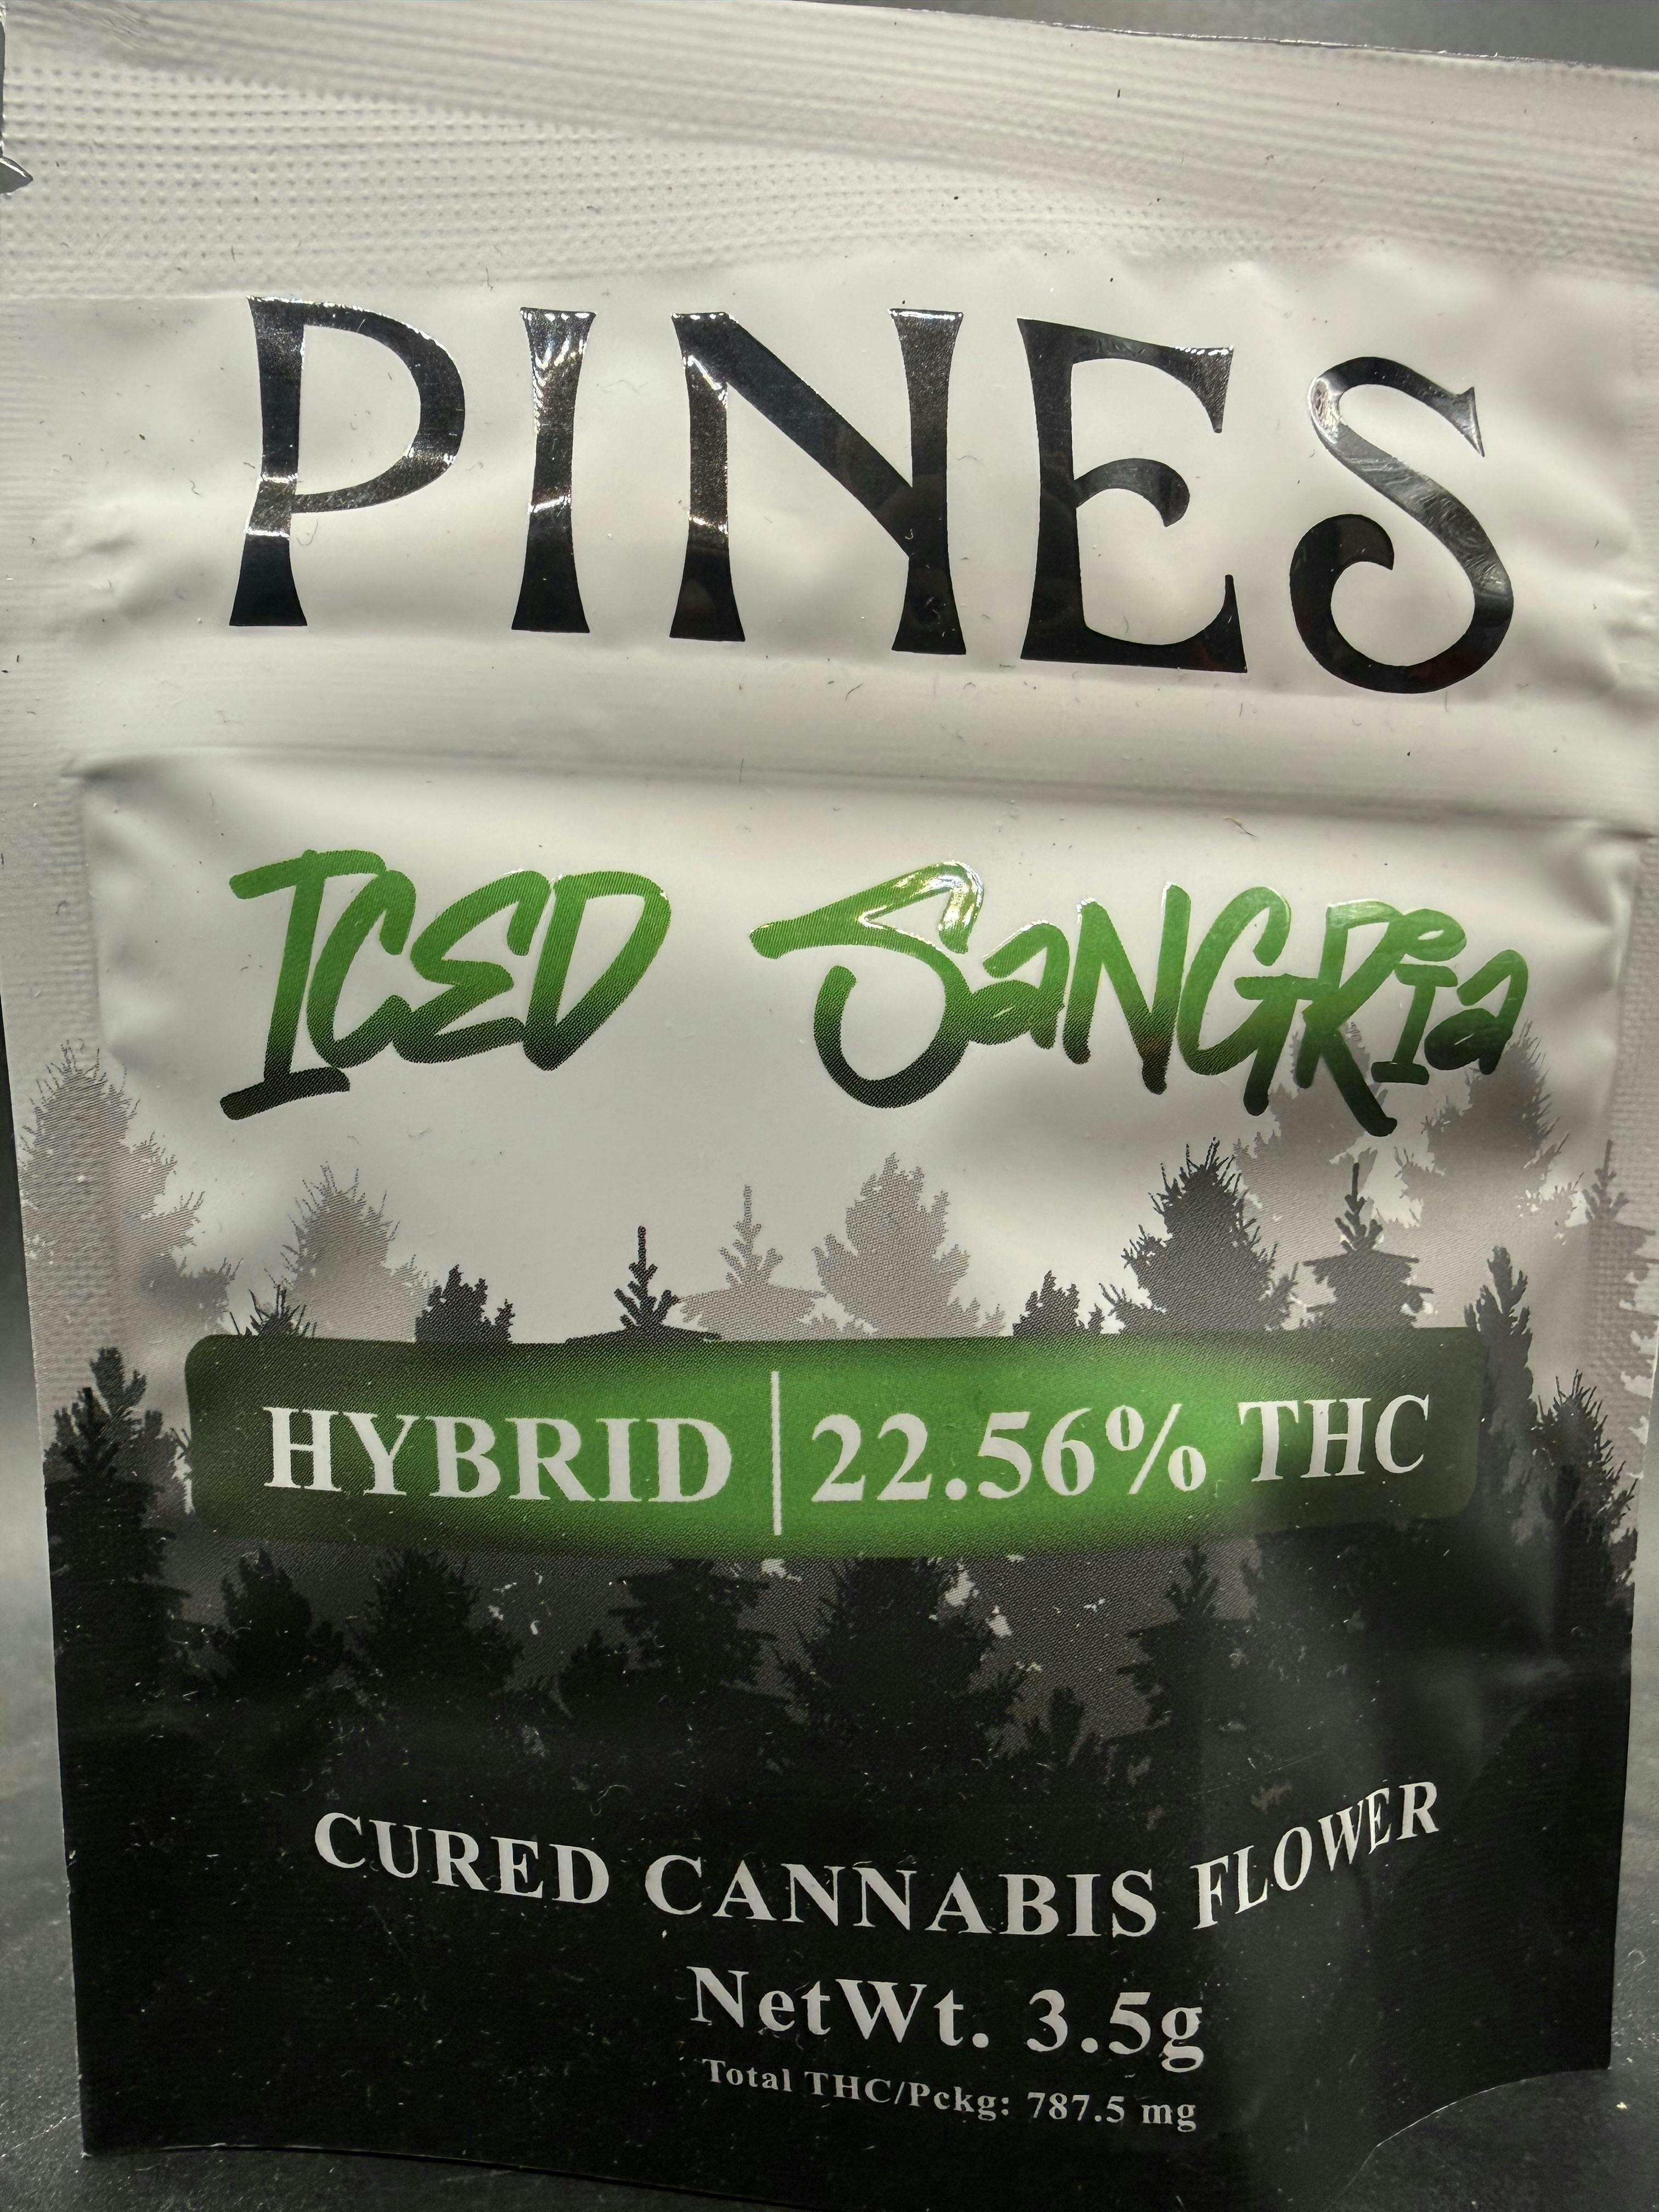 PINES
ICED SaNGRia
HYBRID | 22.56% THC
CURED CANNABIS FLOWER
NetWt. 3.5g
Total THC/Pckg: 787.5 mg